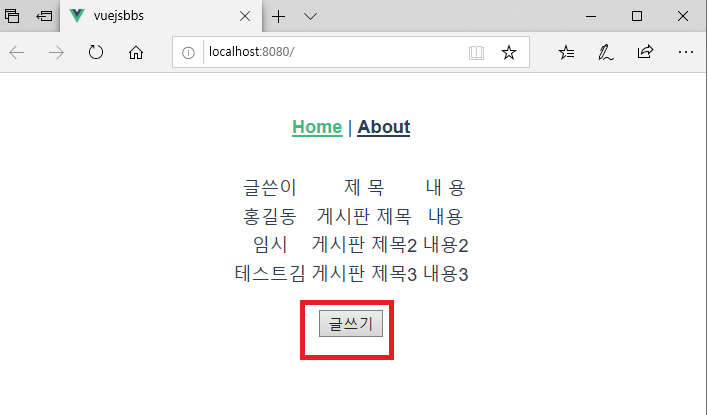 vuejsbbs
localhost:8080/
Home | About
글쓴이 제 목 내 용
홍길동 게시판 제목 내용
임시 게시판 제목2 내용2
테스트김 게시판 제목3 내용3
글쓰기